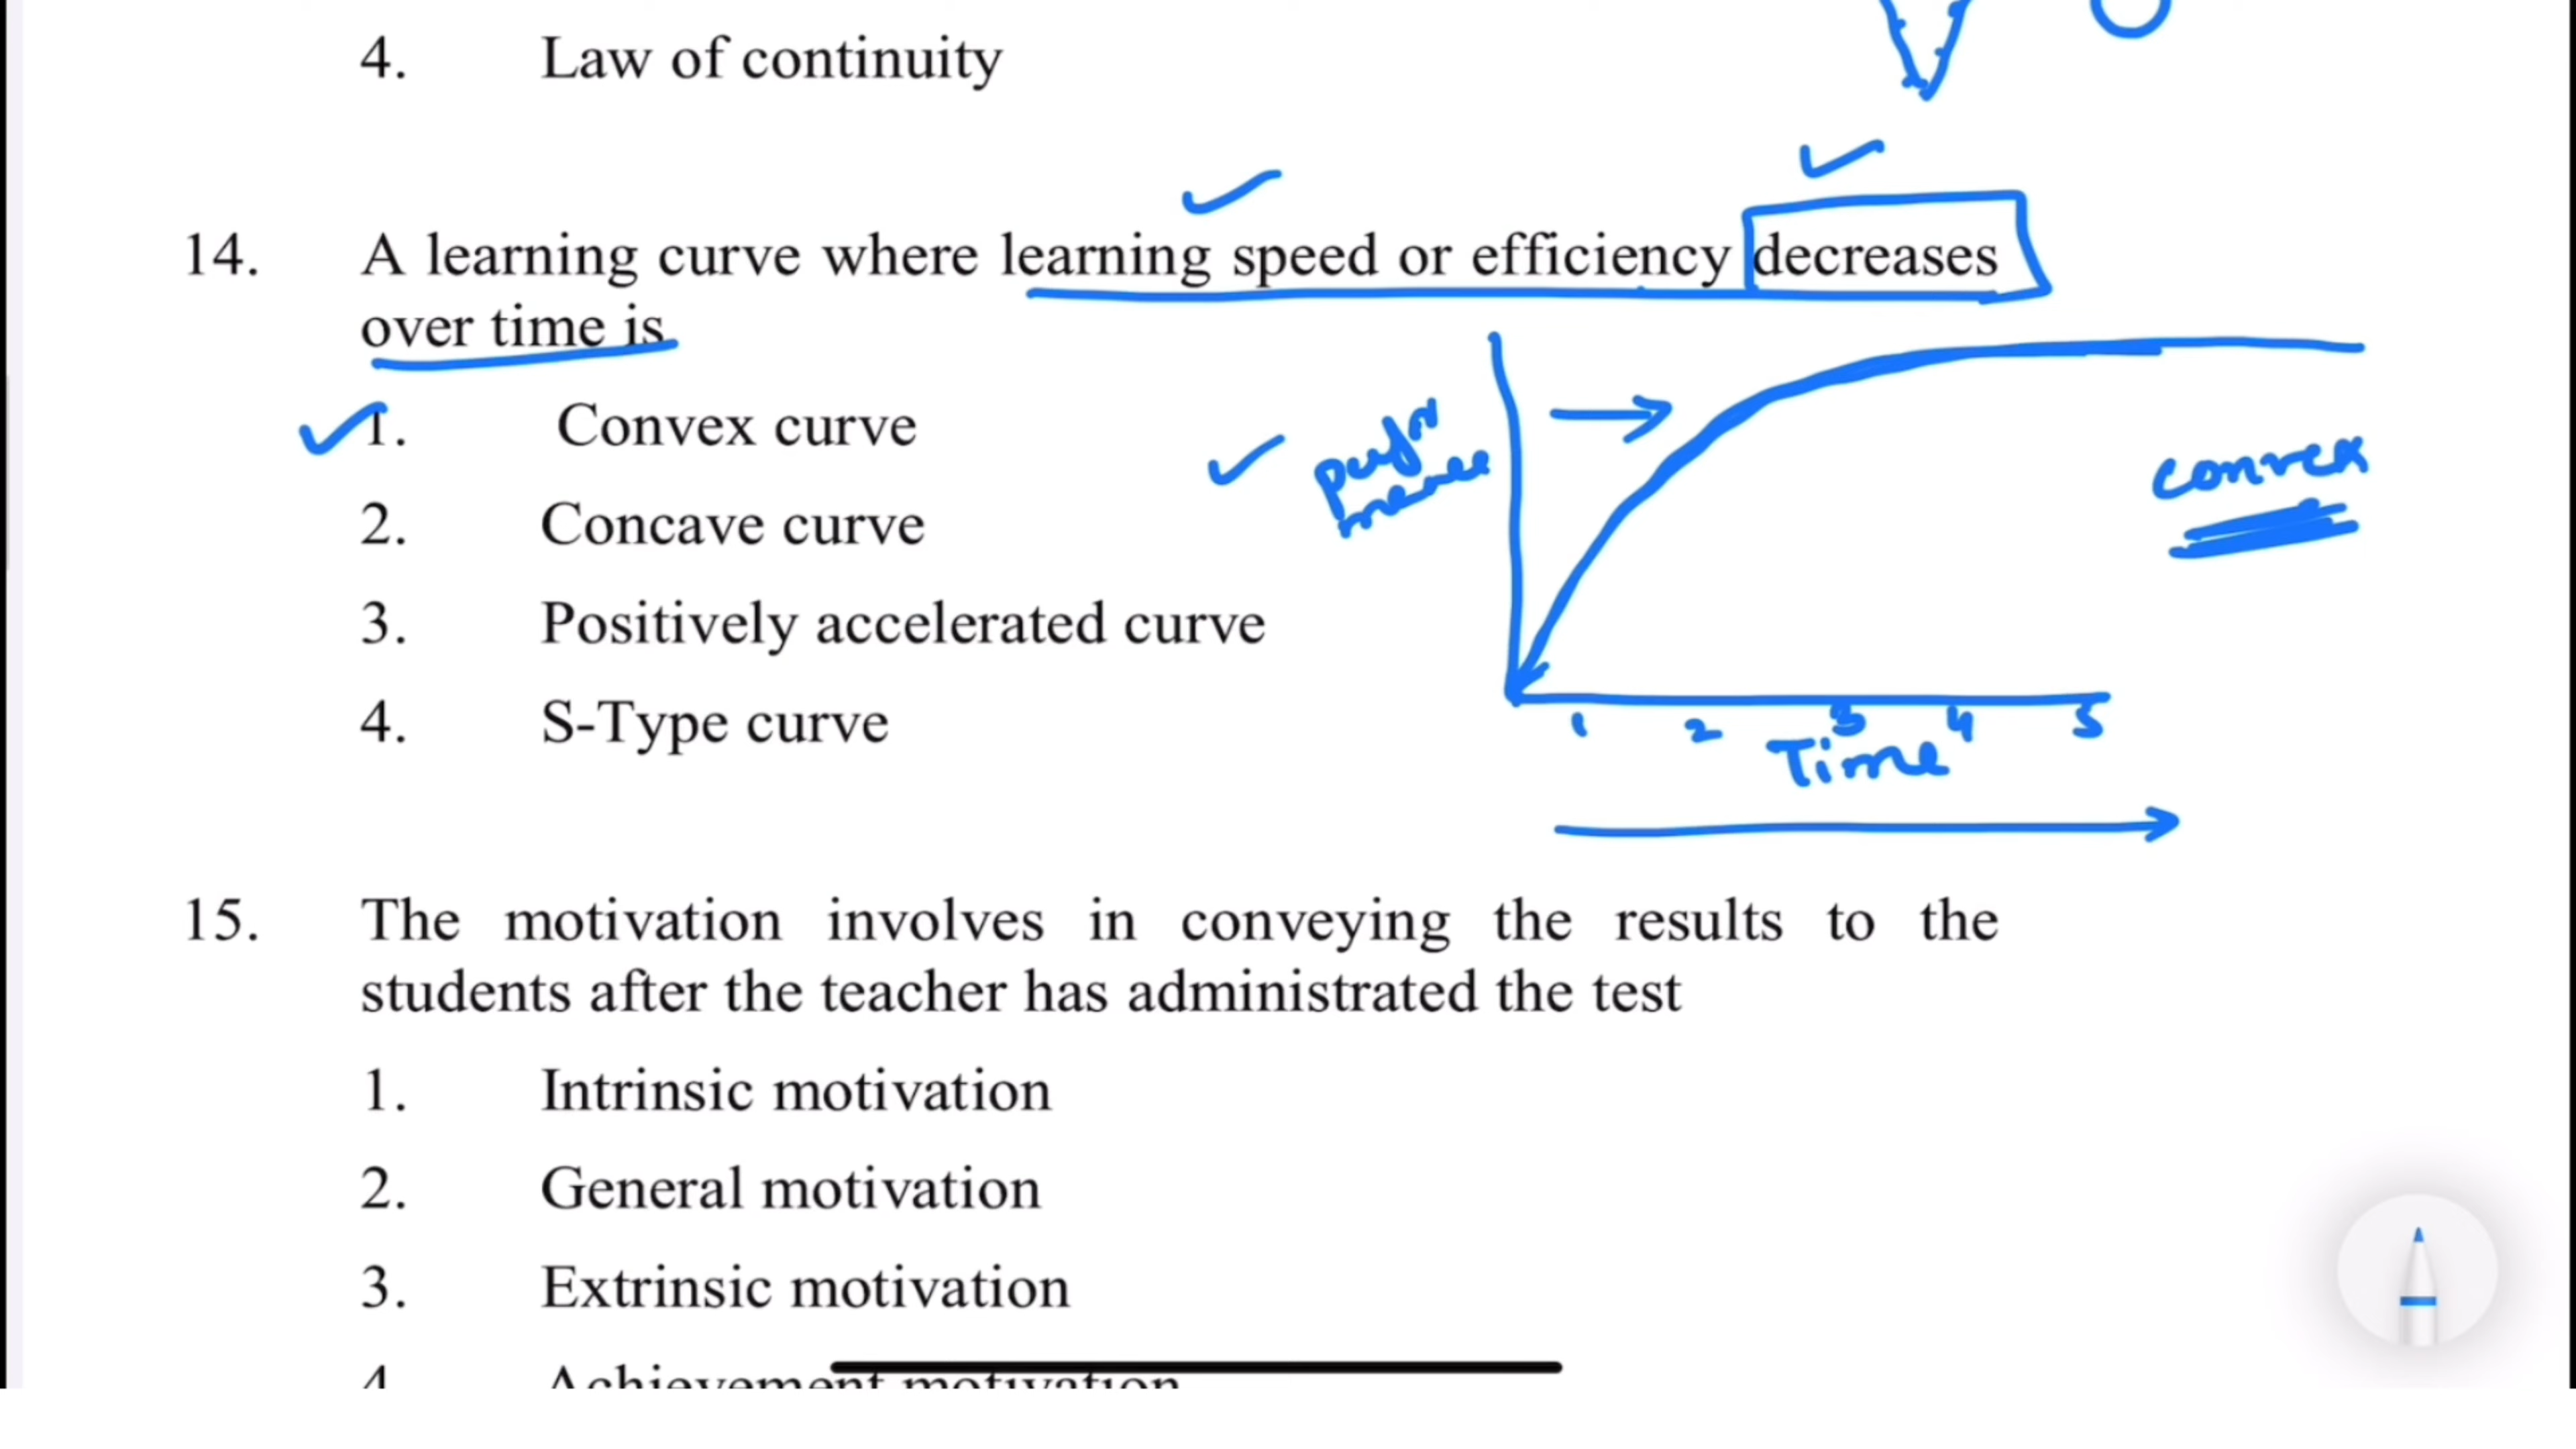 4. Law of continuity
14. A learning curve where learning speed or efficiency decreases
over time is
1. Convex curve
2. Concave curve
3. Positively accelerated curve
4. S-Type curve
convex
1 2 3 4 5
Time
15. The motivation involves in conveying the results to the
students after the teacher has administrated the test
1. Intrinsic motivation
2. General motivation
3. Extrinsic motivation
4 Achievement motivation